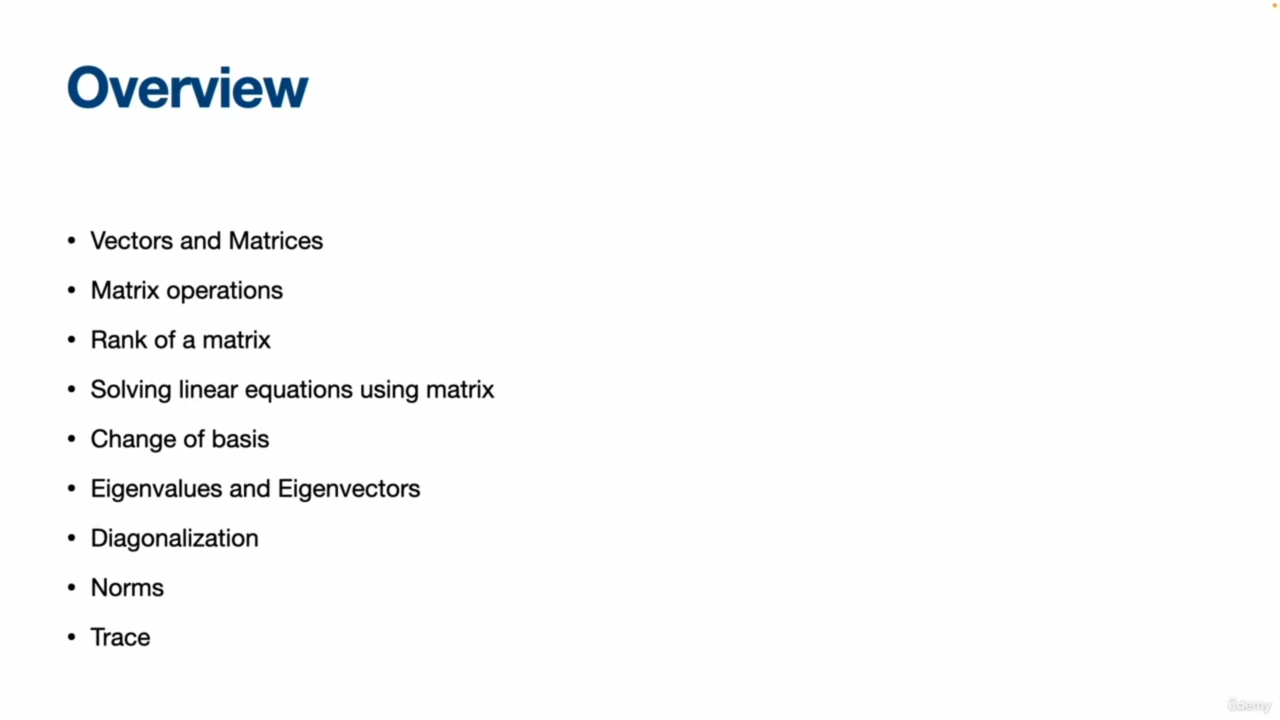 Overview
• Vectors and Matrices
• Matrix operations
• Rank of a matrix
• Solving linear equations using matrix
• Change of basis
• Eigenvalues and Eigenvectors
• Diagonalization
• Norms
• Trace
ûdemy